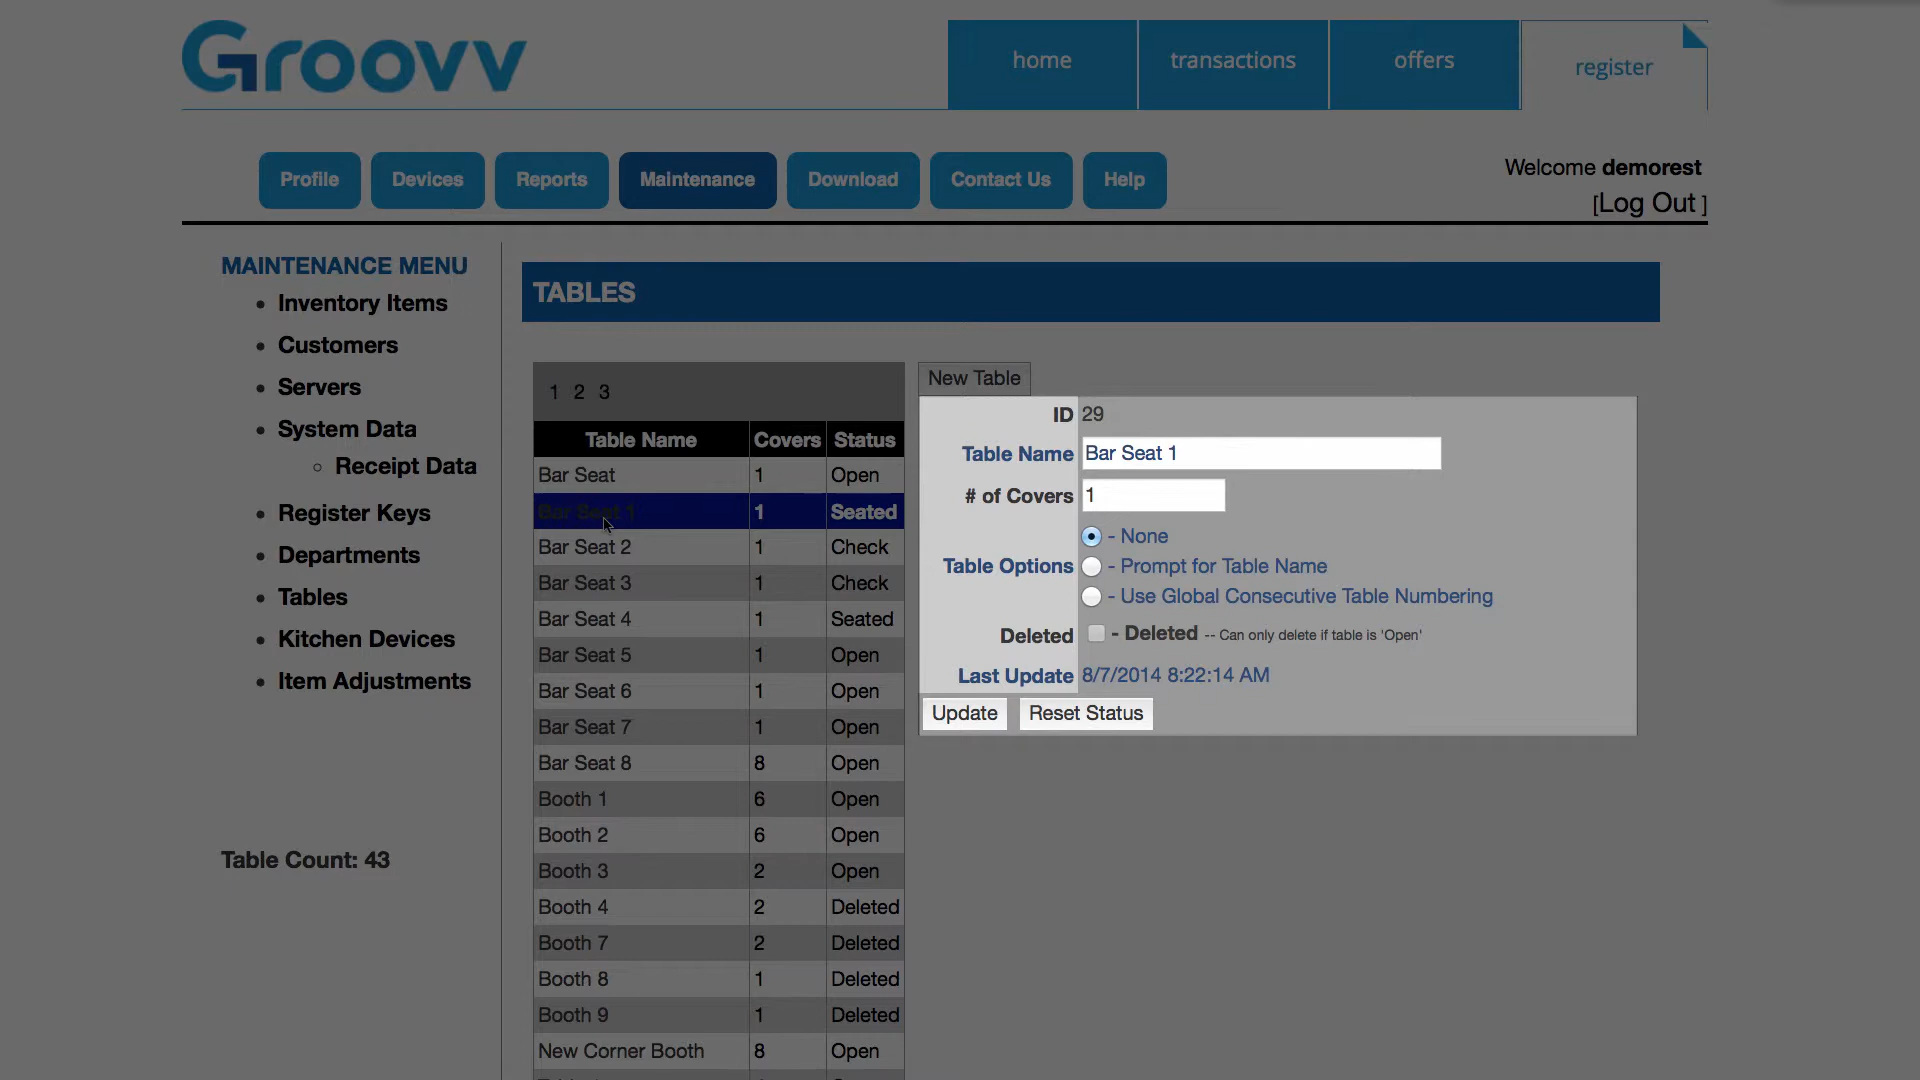 Groovv
home transactions offers register
Profile Devices Reports Maintenance Download Contact Us Help
Welcome demorest
[Log Out ]
MAINTENANCE MENU
Inventory Items
Customers
Servers
System Data
Receipt Data
Register Keys
Departments
Tables
Kitchen Devices
Item Adjustments
Table Count: 43
TABLES
1 2 3
Table Name Covers Status
Bar Seat 1 Open
Bar Seat 1 1 Seated
Bar Seat 2 1 Check
Bar Seat 3 1 Check
Bar Seat 4 1 Seated
Bar Seat 5 1 Open
Bar Seat 6 1 Open
Bar Seat 7 1 Open
Bar Seat 8 8 Open
Booth 1 6 Open
Booth 2 6 Open
Booth 3 2 Open
Booth 4 2 Deleted
Booth 7 2 Deleted
Booth 8 1 Deleted
Booth 9 1 Deleted
New Corner Booth 8 Open
New Table
ID 29
Table Name Bar Seat 1
# of Covers 1
Table Options
- None
- Prompt for Table Name
- Use Global Consecutive Table Numbering
Deleted - Deleted -- Can only delete if table is 'Open'
Last Update 8/7/2014 8:22:14 AM
Update Reset Status